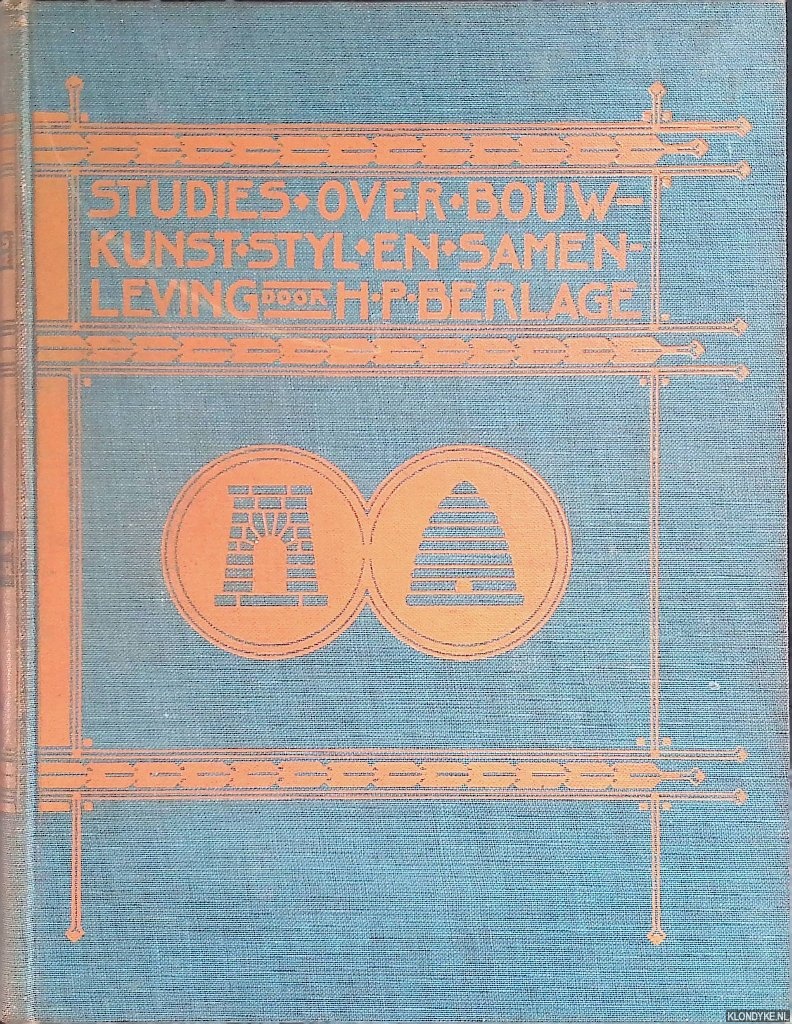 STUDIES♦OVER♦BOUW-
KUNST♦STYL♦EN♦SAMEN-
LEVING DOOR H•P•BERLAGE
KLONDYKE.NL